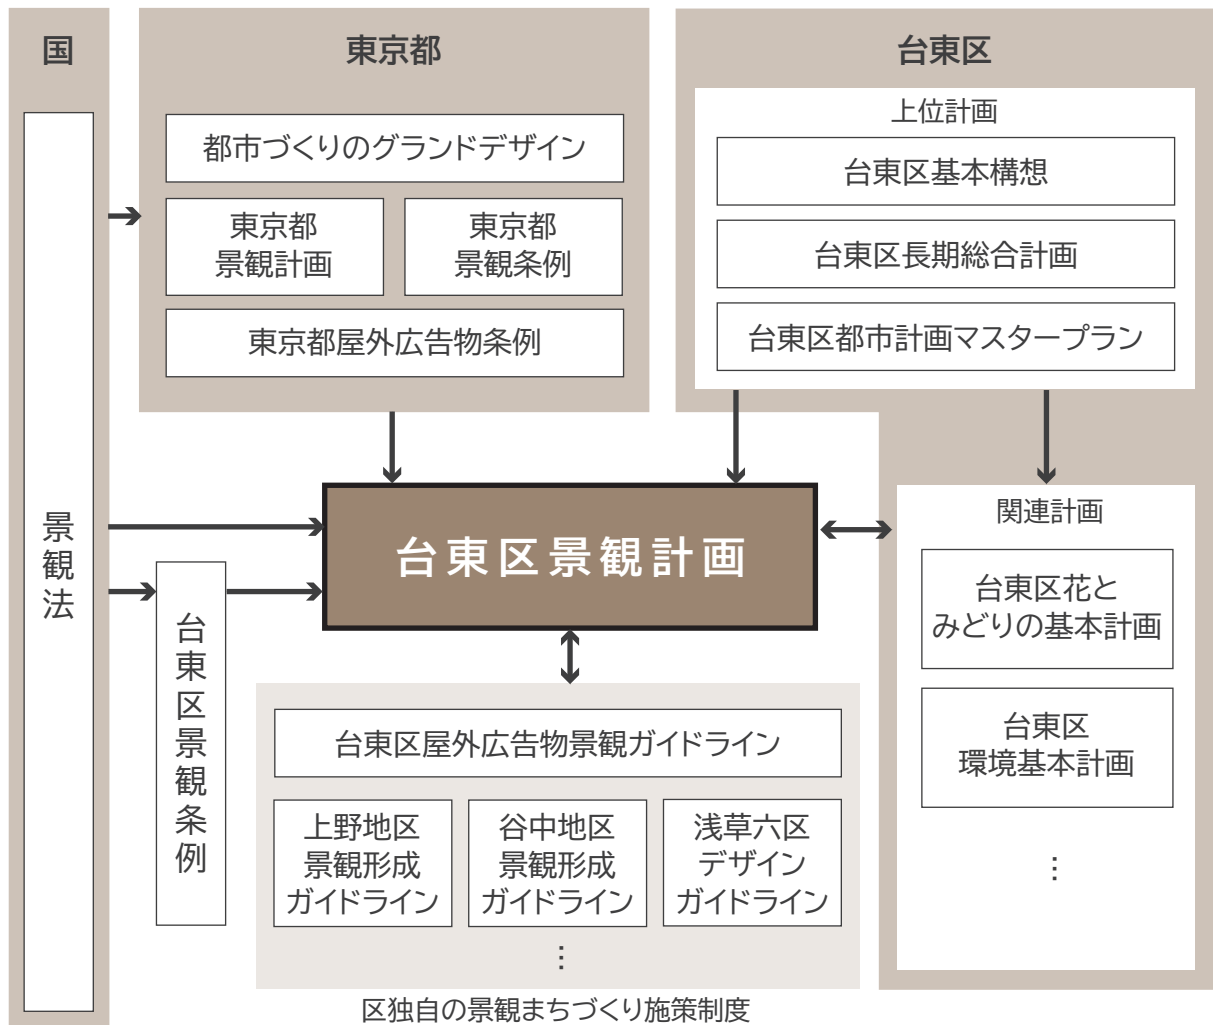 国
景観法
東京都
都市づくりのグランドデザイン
東京都
景観計画
東京都
景観条例
東京都屋外広告物条例
台東区
上位計画
台東区基本構想
台東区長期総合計画
台東区都市計画マスタープラン
台東区景観計画
関連計画
台東区花と
みどりの基本計画
台東区
環境基本計画
⋮
台東区景観条例
台東区屋外広告物景観ガイドライン
上野地区
景観形成
ガイドライン
谷中地区
景観形成
ガイドライン
浅草六区
デザイン
ガイドライン
⋮
区独自の景観まちづくり施策制度